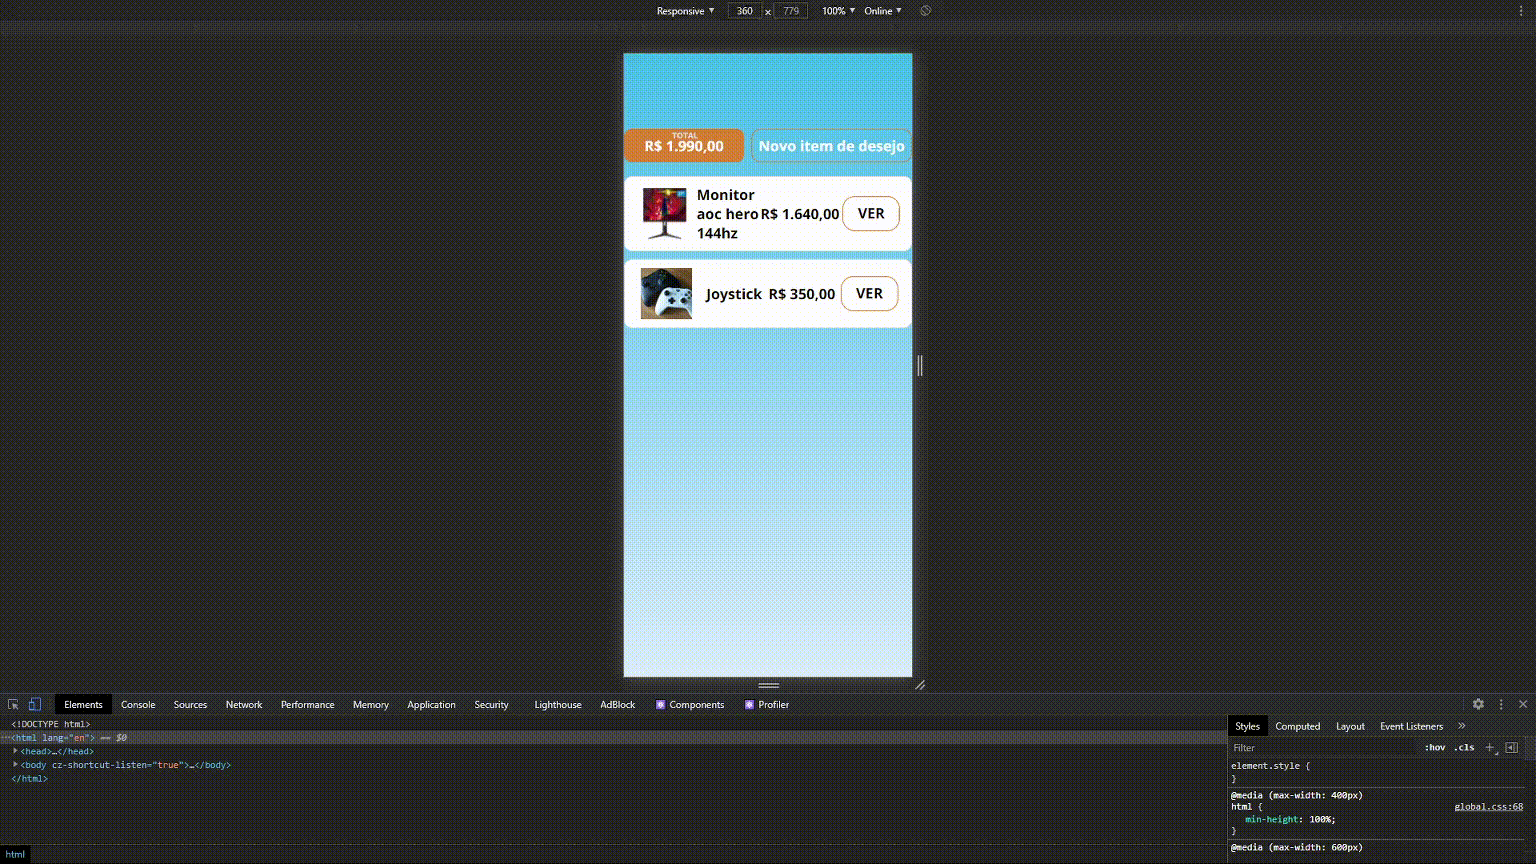 Responsive ▼ 360 x 779 100% ▼ Online ▼
TOTAL
R$ 1.990,00
Novo item de desejo
Monitor
aoc hero R$ 1.640,00 VER
144hz
Joystick R$ 350,00 VER
Elements Console Sources Network Performance Memory Application Security Lighthouse AdBlock Components Profiler
<!DOCTYPE html>
<html lang="en"> == $0
<head>…</head>
<body cz-shortcut-listen="true">…</body>
</html>
Styles Computed Layout Event Listeners »
Filter :hov .cls +
element.style {
}
@media (max-width: 400px)
html { global.css:68
min-height: 100%;
}
@media (max-width: 600px)
html